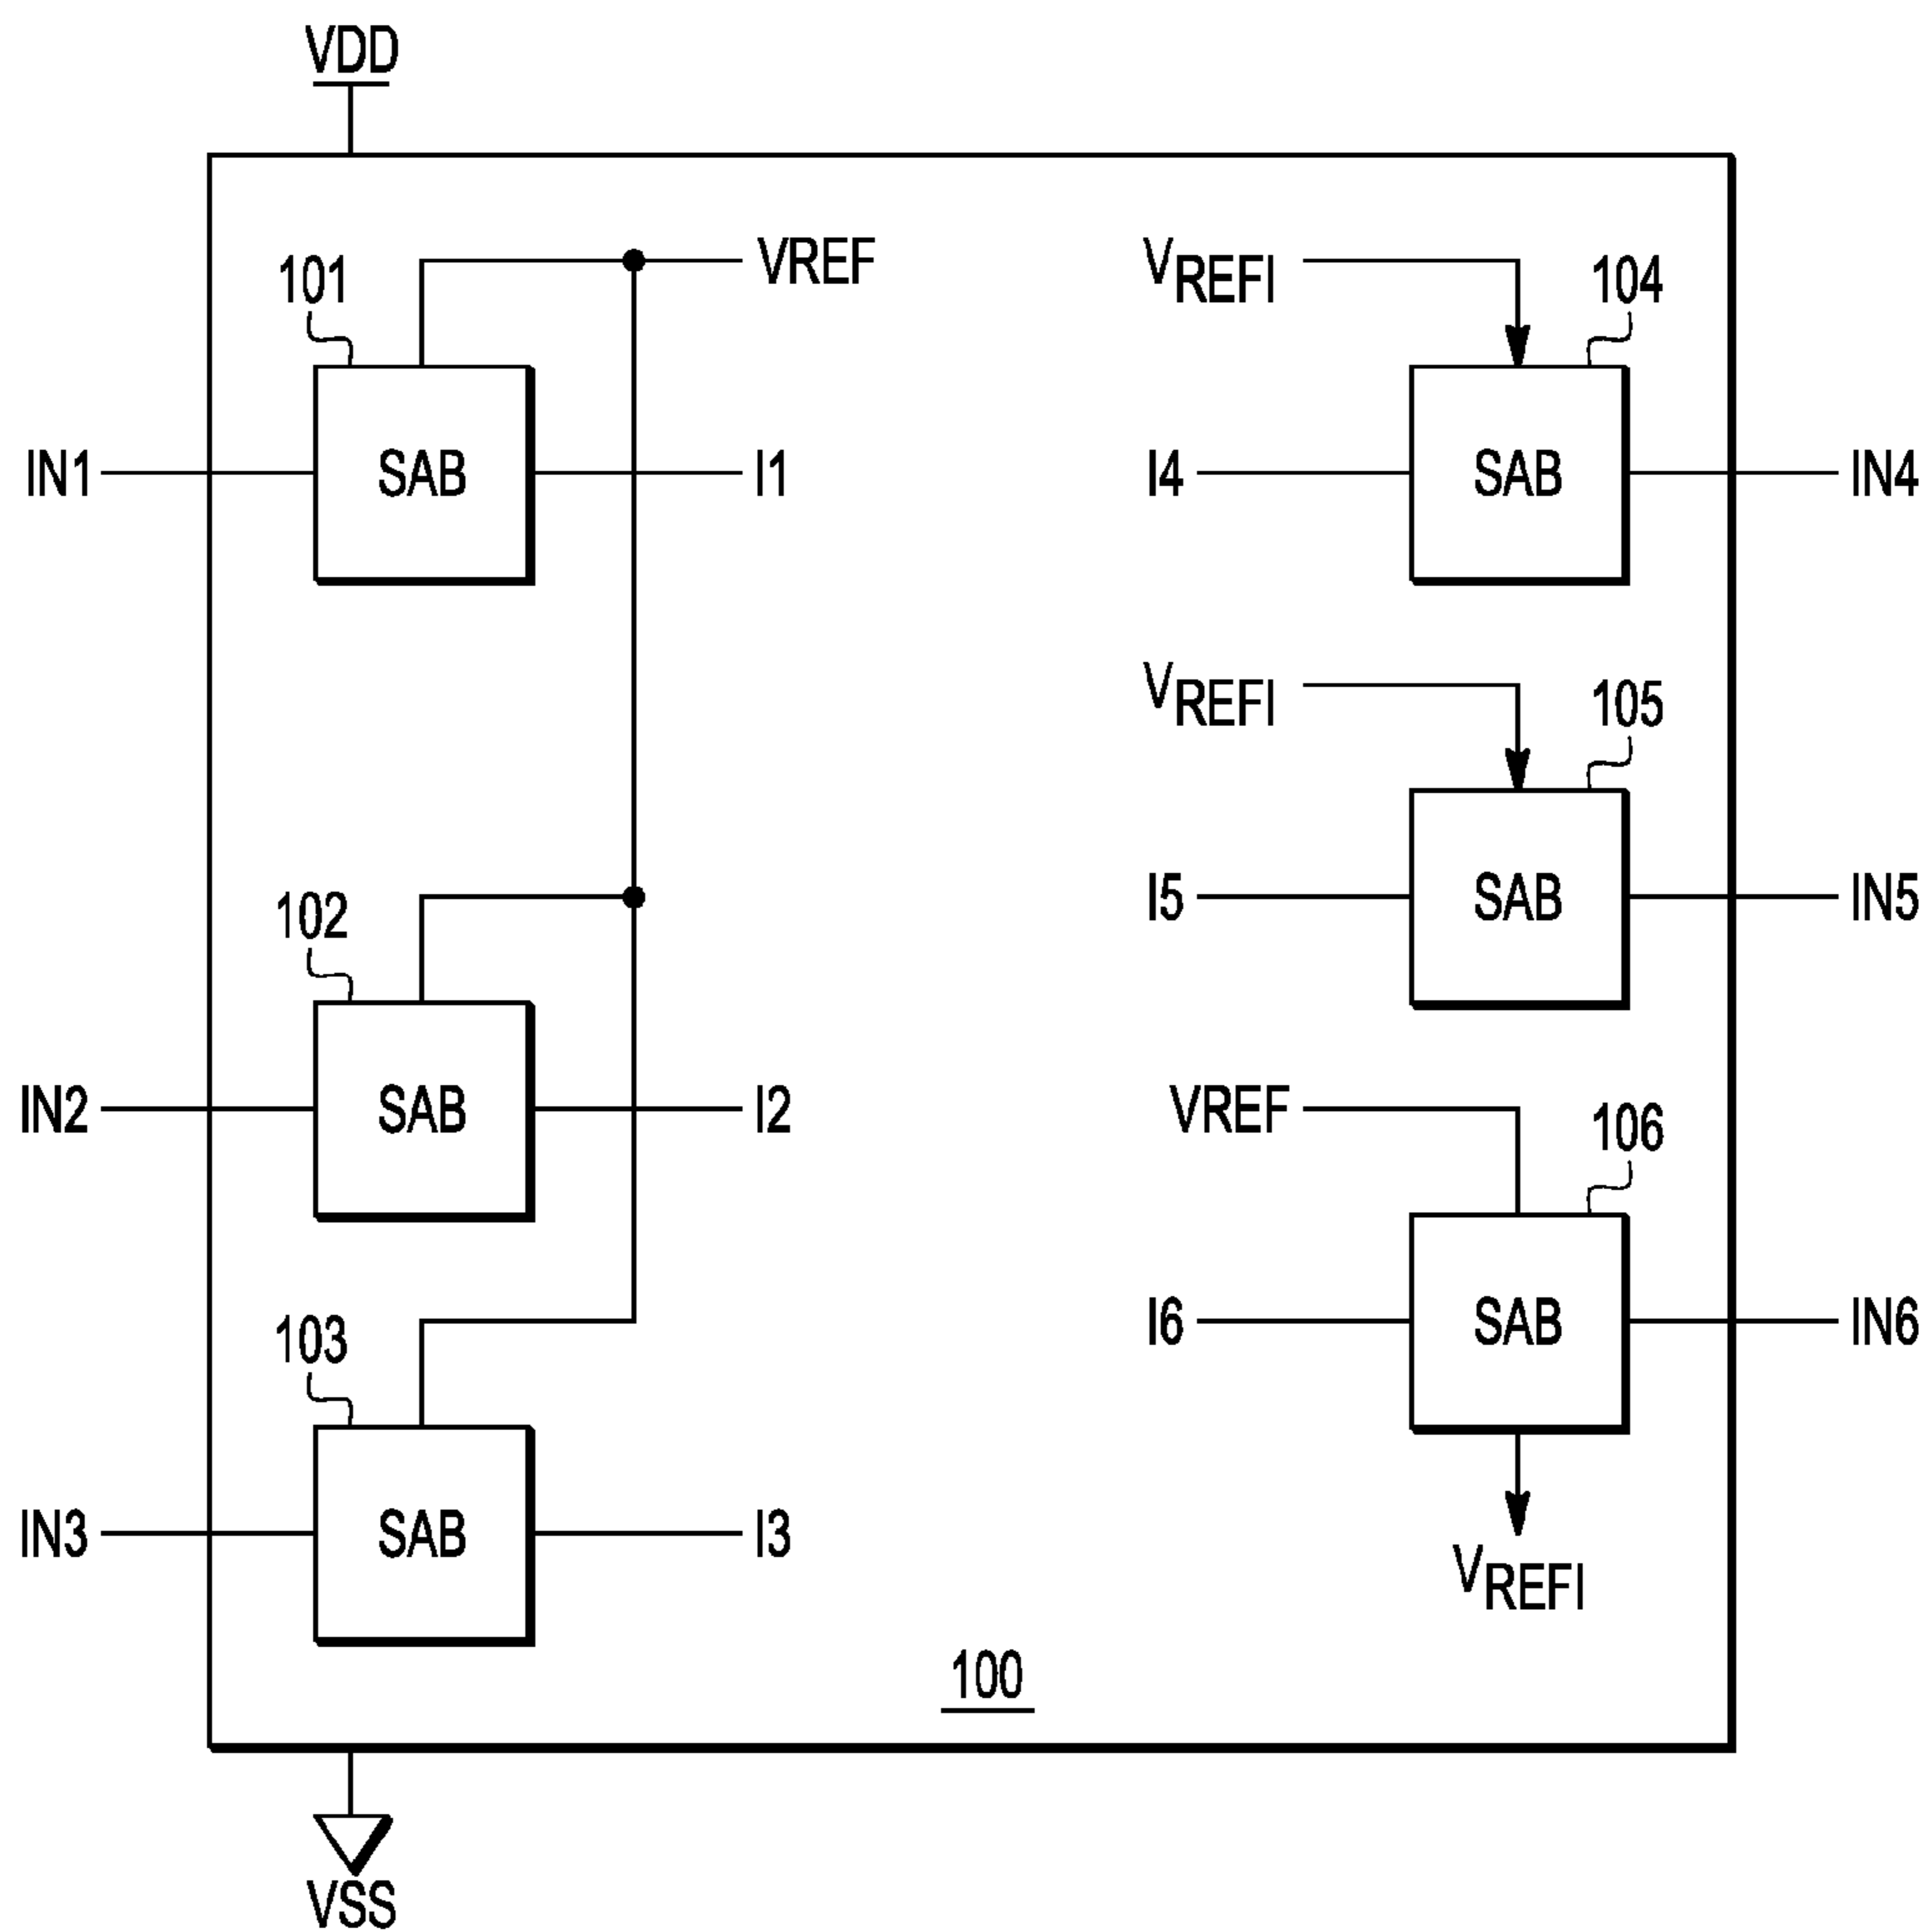 VDD
VREF
VREFI
101
104
IN1
SAB
I1
I4
SAB
IN4
VREFI
105
102
I5
SAB
IN5
IN2
SAB
I2
VREF
106
103
I6
SAB
IN6
IN3
SAB
I3
VREFI
100
VSS